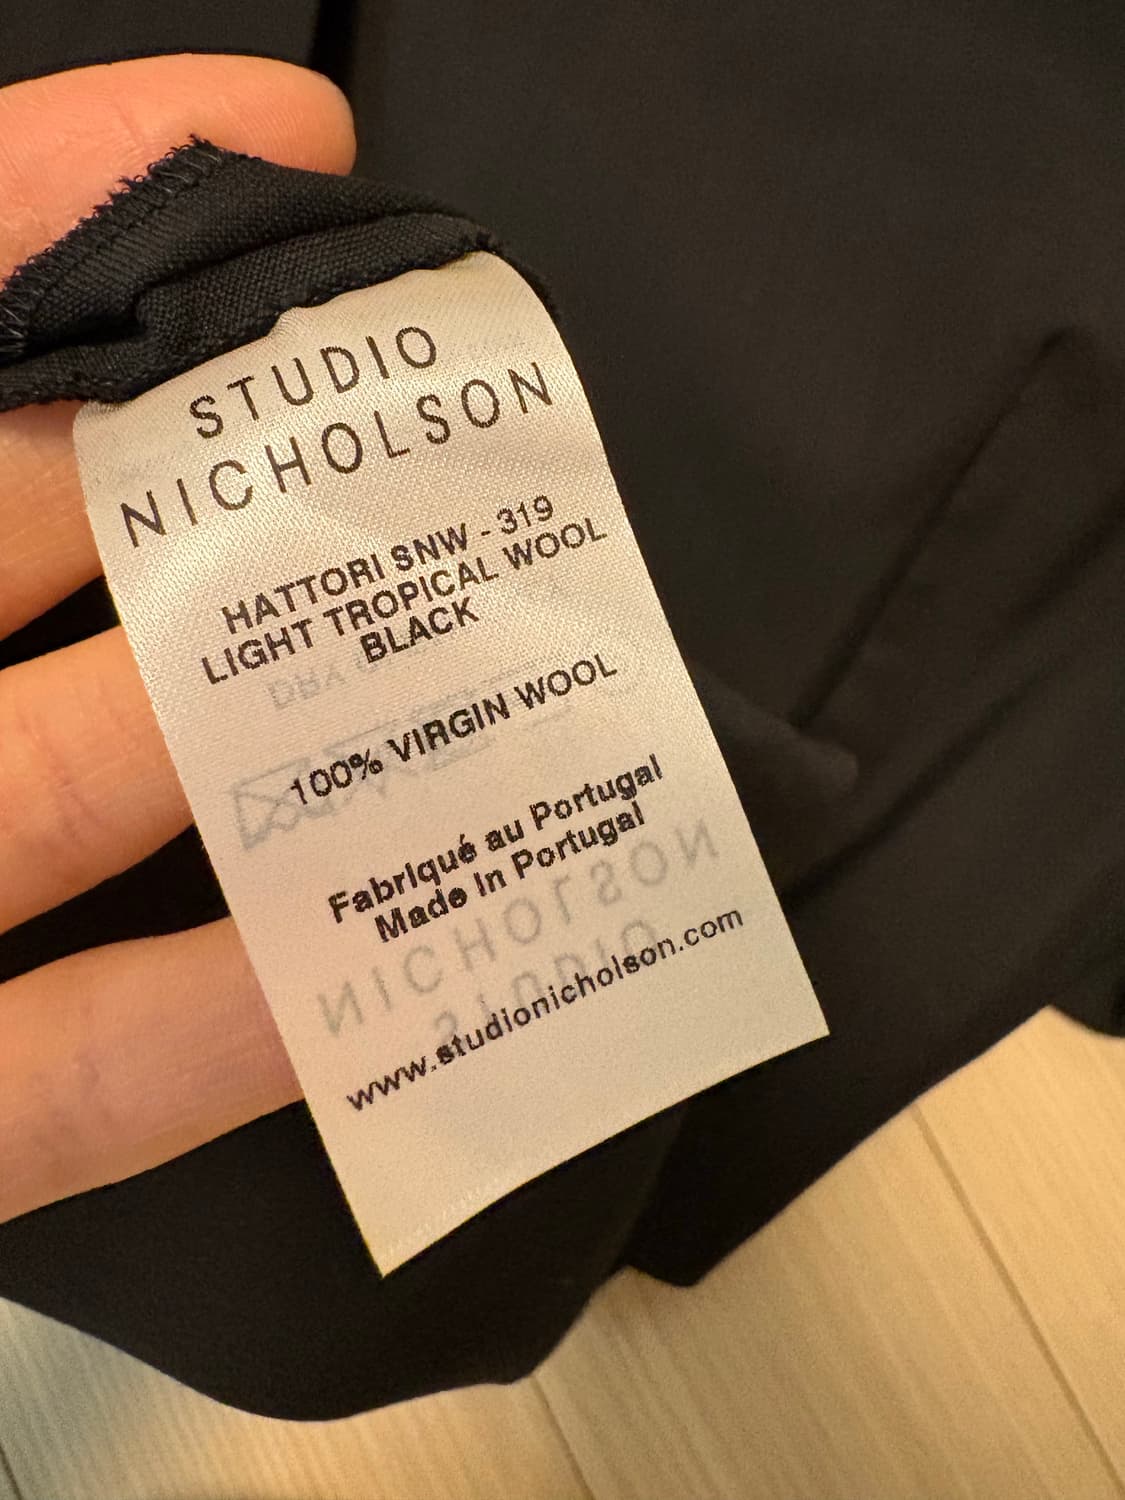 STUDIO
NICHOLSON
HATTORI SNW - 319
LIGHT TROPICAL WOOL
BLACK
100% VIRGIN WOOL
Fabriqué au Portugal
Made In Portugal
www.studionicholson.com